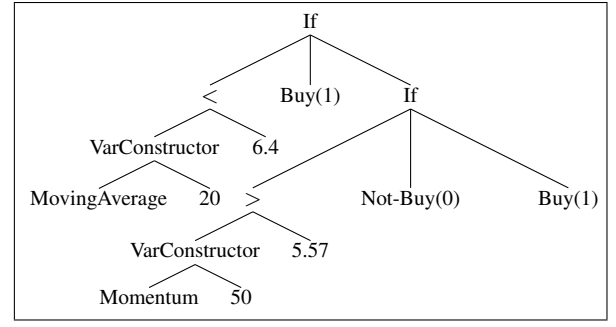 If
< Buy(1) If
VarConstructor 6.4
MovingAverage 20 > Not-Buy(0) Buy(1)
VarConstructor 5.57
Momentum 50